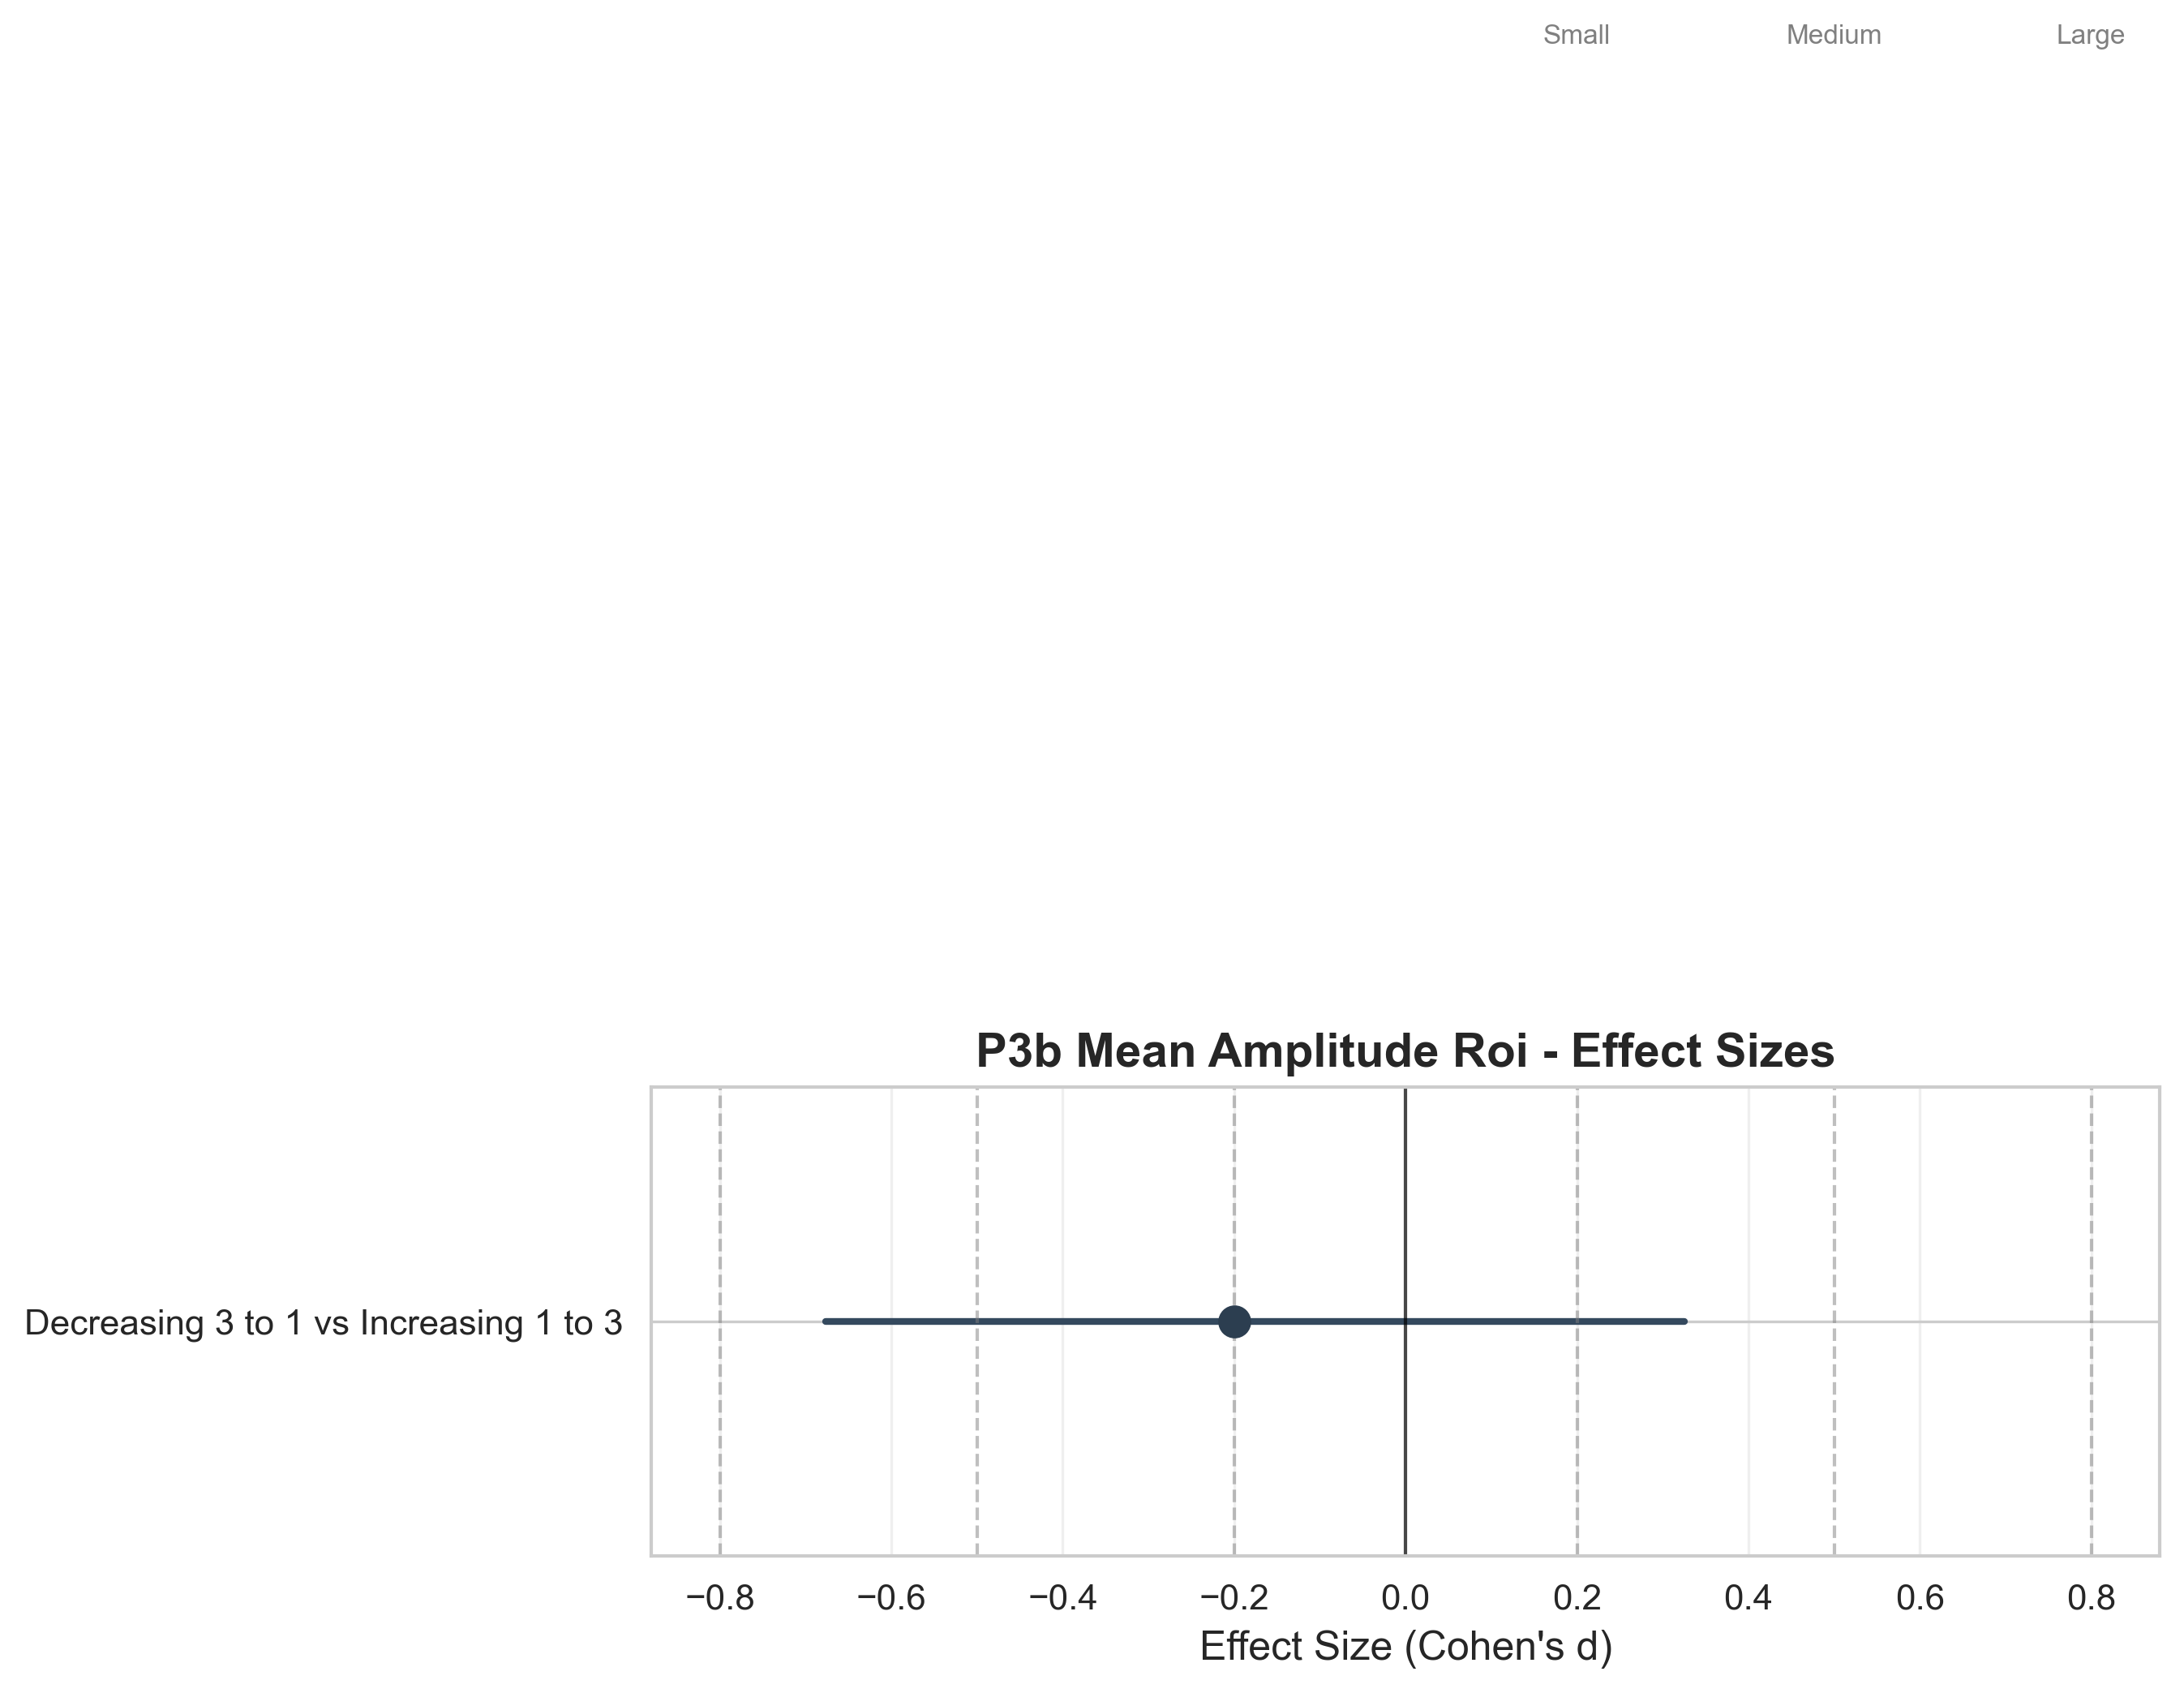 Small Medium Large
P3b Mean Amplitude Roi - Effect Sizes
Decreasing 3 to 1 vs Increasing 1 to 3
−0.8 −0.6 −0.4 −0.2 0.0 0.2 0.4 0.6 0.8
Effect Size (Cohen's d)